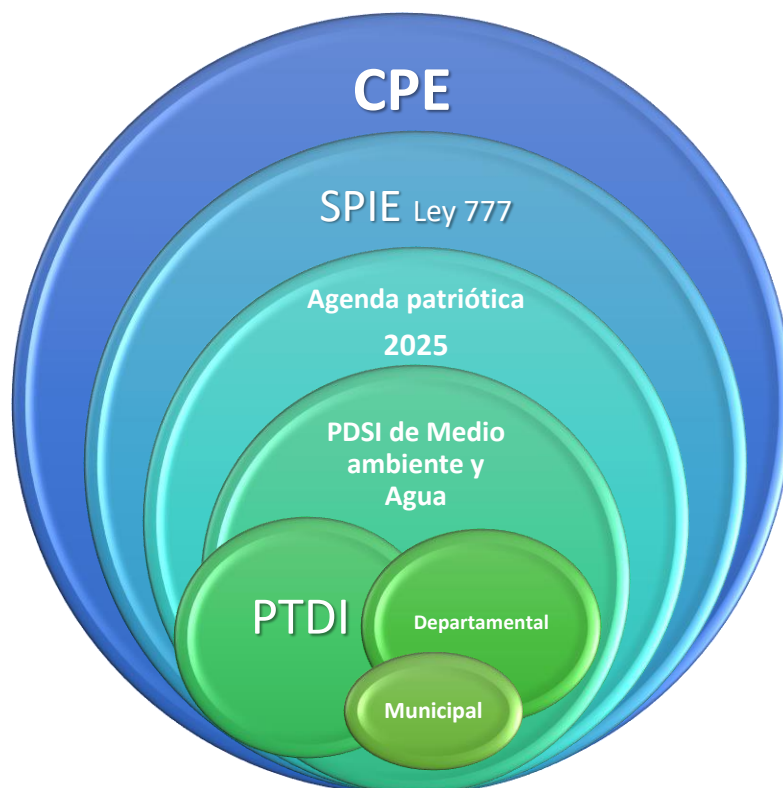 CPE
SPIE Ley 777
Agenda patriótica
2025
PDSI de Medio
ambiente y
Agua
PTDI
Departamental
Municipal